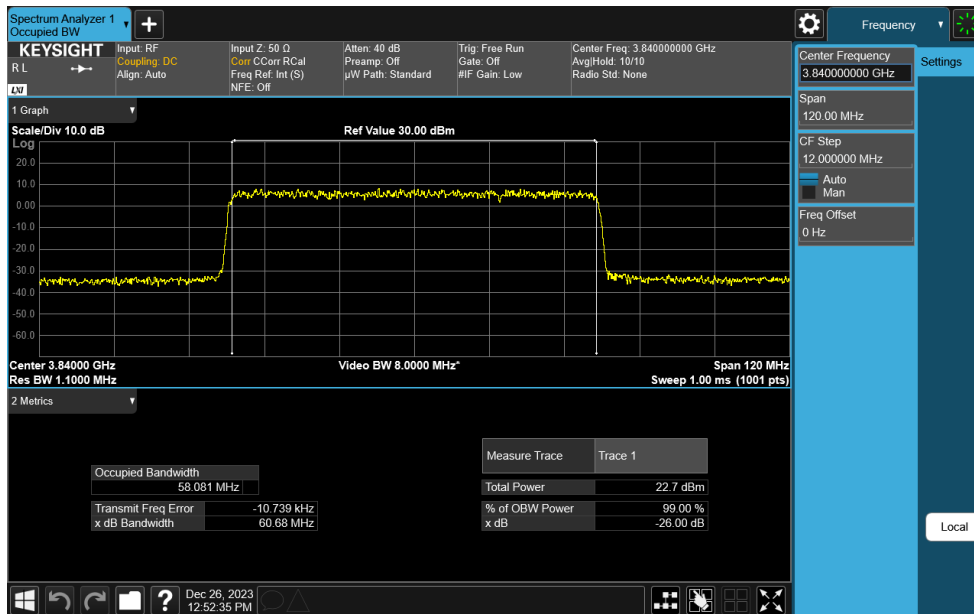 Spectrum Analyzer 1
Occupied BW
Frequency
KEYSIGHT
R L
LXI
Input: RF
Coupling: DC
Align: Auto
Input Z: 50 Ω
Corr CCorr RCal
Freq Ref: Int (S)
NFE: Off
Atten: 40 dB
Preamp: Off
µW Path: Standard
Trig: Free Run
Gate: Off
#IF Gain: Low
Center Freq: 3.840000000 GHz
Avg|Hold: 10/10
Radio Std: None
Center Frequency
3.840000000 GHz
Settings
Span
120.00 MHz
CF Step
12.000000 MHz
Auto
Man
Freq Offset
0 Hz
Local
1 Graph
Scale/Div 10.0 dB
Ref Value 30.00 dBm
Log
20.0
10.0
0.00
-10.0
-20.0
-30.0
-40.0
-50.0
-60.0
Center 3.84000 GHz
Video BW 8.0000 MHz*
Span 120 MHz
Res BW 1.1000 MHz
Sweep 1.00 ms (1001 pts)
2 Metrics
Measure Trace Trace 1
Occupied Bandwidth
58.081 MHz
Total Power 22.7 dBm
Transmit Freq Error -10.739 kHz
% of OBW Power 99.00 %
x dB Bandwidth 60.68 MHz
x dB -26.00 dB
?
Dec 26, 2023
12:52:35 PM